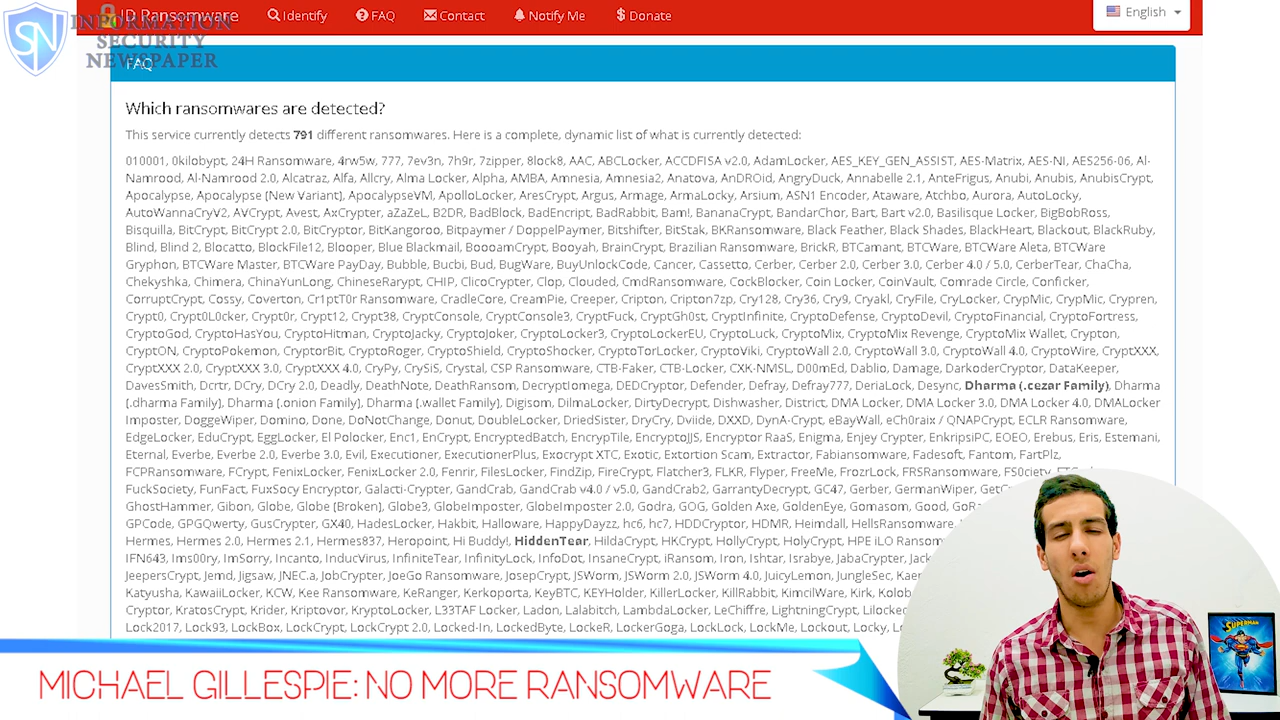 ID Ransomware Identify FAQ Contact Notify Me Donate English
SN INFORMATION
SECURITY
NEWSPAPER
FAQ
Which ransomwares are detected?
This service currently detects 791 different ransomwares. Here is a complete, dynamic list of what is currently detected:
010001, 0kilobypt, 24H Ransomware, 4rw5w, 777, 7ev3n, 7h9r, 7zipper, 8lock8, AAC, ABCLocker, ACCDFISA v2.0, AdamLocker, AES_KEY_GEN_ASSIST, AES-Matrix, AES-NI, AES256-06, Al-
Namrood, Al-Namrood 2.0, Alcatraz, Alfa, Allcry, Alma Locker, Alpha, AMBA, Amnesia, Amnesia2, Anatova, AnDROid, AngryDuck, Annabelle 2.1, AnteFrigus, Anubi, Anubis, AnubisCrypt,
Apocalypse, Apocalypse [New Variant], ApocalypseVM, ApolloLocker, AresCrypt, Argus, Armage, ArmaLocky, Arsium, ASN1 Encoder, Ataware, Atchbo, Aurora, AutoLocky,
AutoWannaCryV2, AVCrypt, Avest, AxCrypter, aZaZeL, B2DR, BadBlock, BadEncript, BadRabbit, Bam!, BananaCrypt, BandarChor, Bart, Bart v2.0, Basilisque Locker, BigBobRoss,
Bisquilla, BitCrypt, BitCrypt 2.0, BitCryptor, BitKangoroo, Bitpaymer / DoppelPaymer, Bitshifter, BitStak, BKRansomware, Black Feather, Black Shades, BlackHeart, Blackout, BlackRuby,
Blind, Blind 2, Blocatto, BlockFile12, Blooper, Blue Blackmail, BoooamCrypt, Booyah, BrainCrypt, Brazilian Ransomware, BrickR, BTCamant, BTCWare, BTCWare Aleta, BTCWare
Gryphon, BTCWare Master, BTCWare PayDay, Bubble, Bucbi, Bud, BugWare, BuyUnlockCode, Cancer, Cassetto, Cerber, Cerber 2.0, Cerber 3.0, Cerber 4.0 / 5.0, CerberTear, ChaCha,
Chekyshka, Chimera, ChinaYunLong, ChineseRarypt, CHIP, ClicoCrypter, Clop, Clouded, CmdRansomware, CockBlocker, Coin Locker, CoinVault, Comrade Circle, Conficker,
CorruptCrypt, Cossy, Coverton, Cr1ptT0r Ransomware, CradleCore, CreamPie, Creeper, Cripton, Cripton7zp, Cry128, Cry36, Cry9, Cryakl, CryFile, CryLocker, CrypMic, CrypMic, Crypren,
Crypt0, Crypt0L0cker, Crypt0r, Crypt12, Crypt38, CryptConsole, CryptConsole3, CryptFuck, CryptGh0st, CryptInfinite, CryptoDefense, CryptoDevil, CryptoFinancial, CryptoFortress,
CryptoGod, CryptoHasYou, CryptoHitman, CryptoJacky, CryptoJoker, CryptoLocker3, CryptoLockerEU, CryptoLuck, CryptoMix, CryptoMix Revenge, CryptoMix Wallet, Crypton,
CryptON, CryptoPokemon, CryptorBit, CryptoRoger, CryptoShield, CryptoShocker, CryptoTorLocker, CryptoViki, CryptoWall 2.0, CryptoWall 3.0, CryptoWall 4.0, CryptoWire, CryptXXX,
CryptXXX 2.0, CryptXXX 3.0, CryptXXX 4.0, CryPy, CrySiS, Crystal, CSP Ransomware, CTB-Faker, CTB-Locker, CXK-NMSL, D00mEd, Dablio, Damage, DarkoderCryptor, DataKeeper,
DavesSmith, Dcrtr, DCry, DCry 2.0, Deadly, DeathNote, DeathRansom, DecryptIomega, DEDCryptor, Defender, Defray, Defray777, DeriaLock, Desync, Dharma (.cezar Family), Dharma
(.dharma Family), Dharma (.onion Family), Dharma (.wallet Family), Digisom, DilmaLocker, DirtyDecrypt, Dishwasher, District, DMA Locker, DMA Locker 3.0, DMA Locker 4.0, DMALocker
Imposter, DoggeWiper, Domino, Done, DoNotChange, Donut, DoubleLocker, DriedSister, DryCry, Dviide, DXXD, DynA-Crypt, eBayWall, eCh0raix / QNAPCrypt, ECLR Ransomware,
EdgeLocker, EduCrypt, EggLocker, El Polocker, Enc1, EnCrypt, EncryptedBatch, EncrypTile, EncryptoJJS, Encryptor RaaS, Enigma, Enjey Crypter, EnkripsiPC, EOEO, Erebus, Eris, Estemani,
Eternal, Everbe, Everbe 2.0, Everbe 3.0, Evil, Executioner, ExecutionerPlus, Exocrypt XTC, Exotic, Extortion Scam, Extractor, Fabiansomware, Fadesoft, Fantom, FartPlz,
FCPRansomware, FCrypt, FenixLocker, FenixLocker 2.0, Fenrir, FilesLocker, FindZip, FireCrypt, Flatcher3, FLKR, Flyper, FreeMe, FrozrLock, FRSRansomware, FS0ciety,
FuckSociety, FunFact, FuxSocy Encryptor, Galacti-Crypter, GandCrab, GandCrab v4.0 / v5.0, GandCrab2, GarrantyDecrypt, GC47, Gerber, GermanWiper,
GhostHammer, Gibon, Globe, Globe [Broken], Globe3, GlobeImposter, GlobeImposter 2.0, Godra, GOG, Golden Axe, GoldenEye, Gomasom, Good,
GPCode, GPGQwerty, GusCrypter, GX40, HadesLocker, Hakbit, Halloware, HappyDayzz, hc6, hc7, HDDCryptor, HDMR, Heimdall, HellsRansomware,
Hermes, Hermes 2.0, Hermes 2.1, Hermes837, Heropoint, Hi Buddy!, HiddenTear, HildaCrypt, HKCrypt, HollyCrypt, HolyCrypt, HPE iLO
IFN643, Ims00ry, ImSorry, Incanto, InducVirus, InfiniteTear, InfinityLock, InfoDot, InsaneCrypt, iRansom, Iron, Ishtar, Israbye, JabaCrypter,
JeepersCrypt, Jemd, Jigsaw, JNEC.a, JobCrypter, JoeGo Ransomware, JosepCrypt, JSWorm, JSWorm 2.0, JSWorm 4.0, JuicyLemon, JungleSec,
Katyusha, KawaiiLocker, KCW, Kee Ransomware, KeRanger, Kerkoporta, KeyBTC, KEYHolder, KillerLocker, KillRabbit, KimcilWare, Kirk,
Cryptor, KratosCrypt, Krider, Kriptovor, KryptoLocker, L33TAF Locker, Ladon, Lalabitch, LambdaLocker, LeChiffre, LightningCrypt,
Lock2017, Lock93, LockBox, LockCrypt, LockCrypt 2.0, Locked-In, LockedByte, LockeR, LockerGoga, LockLock, LockMe, Lockout, Locky,
MICHAEL GILLESPIE: NO MORE RANSOMWARE
SUPERMAN